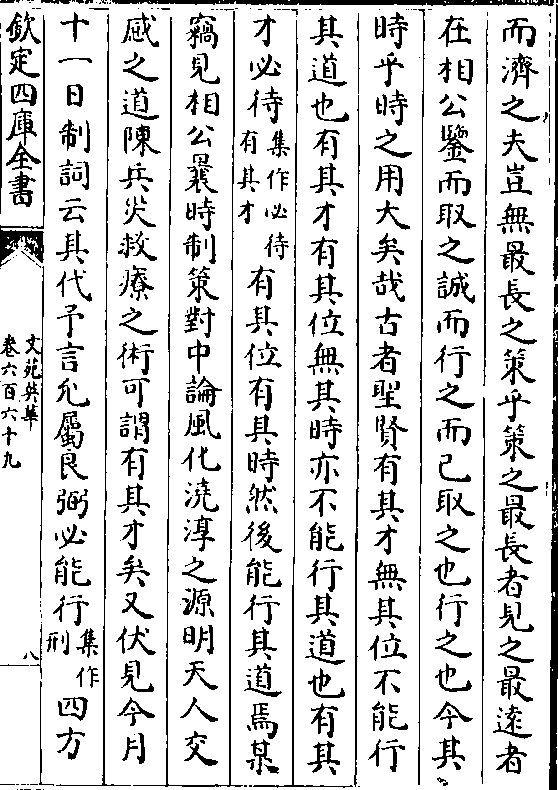 而濟之夫豈無最長之策乎策之最長者見之最遠者
在相公鑒而取之誠而行之而已取之也行之也今其
時乎時之用大矣哉古者聖賢有其才無其位不能行
其道也有其才有其位無其時亦不能行其道也有其
才必待集作必待有其才有其位有其時然後能行其道焉某
竊見相公曩時制策對中論風化澆淳之源明天人交
感之道陳兵災救療之術可謂有其才矣又伏見今月
十一日制詞云其代予言允屬良弼必能行集作刑四方
欽定四庫全書
文苑英華
卷六百六十九
八